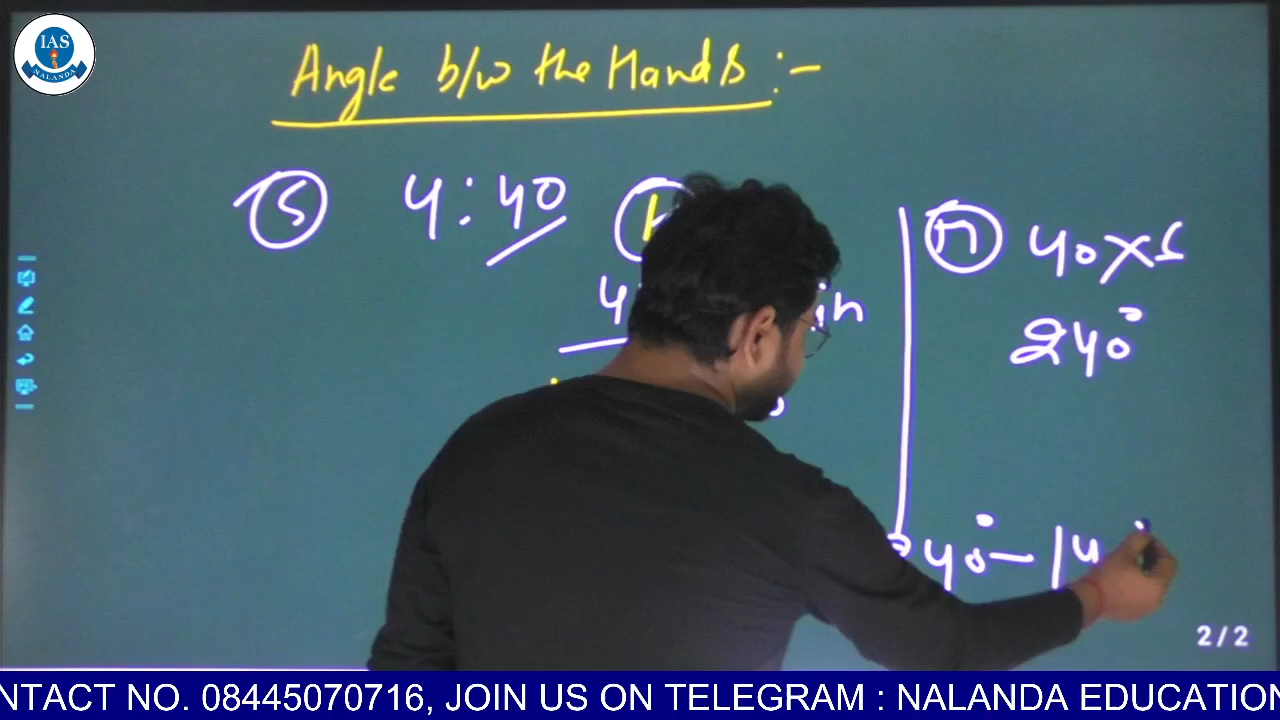 IAS
NALANDA
Angle b/w the Hands :-
5 4:40
M 40×6
240°
240° - 14
2/2
NTACT NO. 08445070716, JOIN US ON TELEGRAM : NALANDA EDUCATION